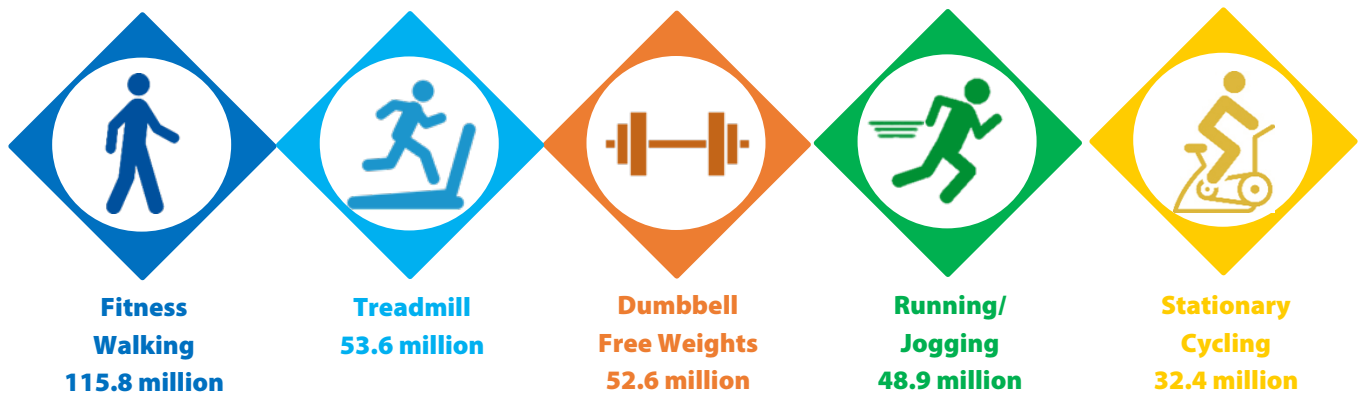 Fitness
Walking
115.8 million
Treadmill
53.6 million
Dumbbell
Free Weights
52.6 million
Running/
Jogging
48.9 million
Stationary
Cycling
32.4 million